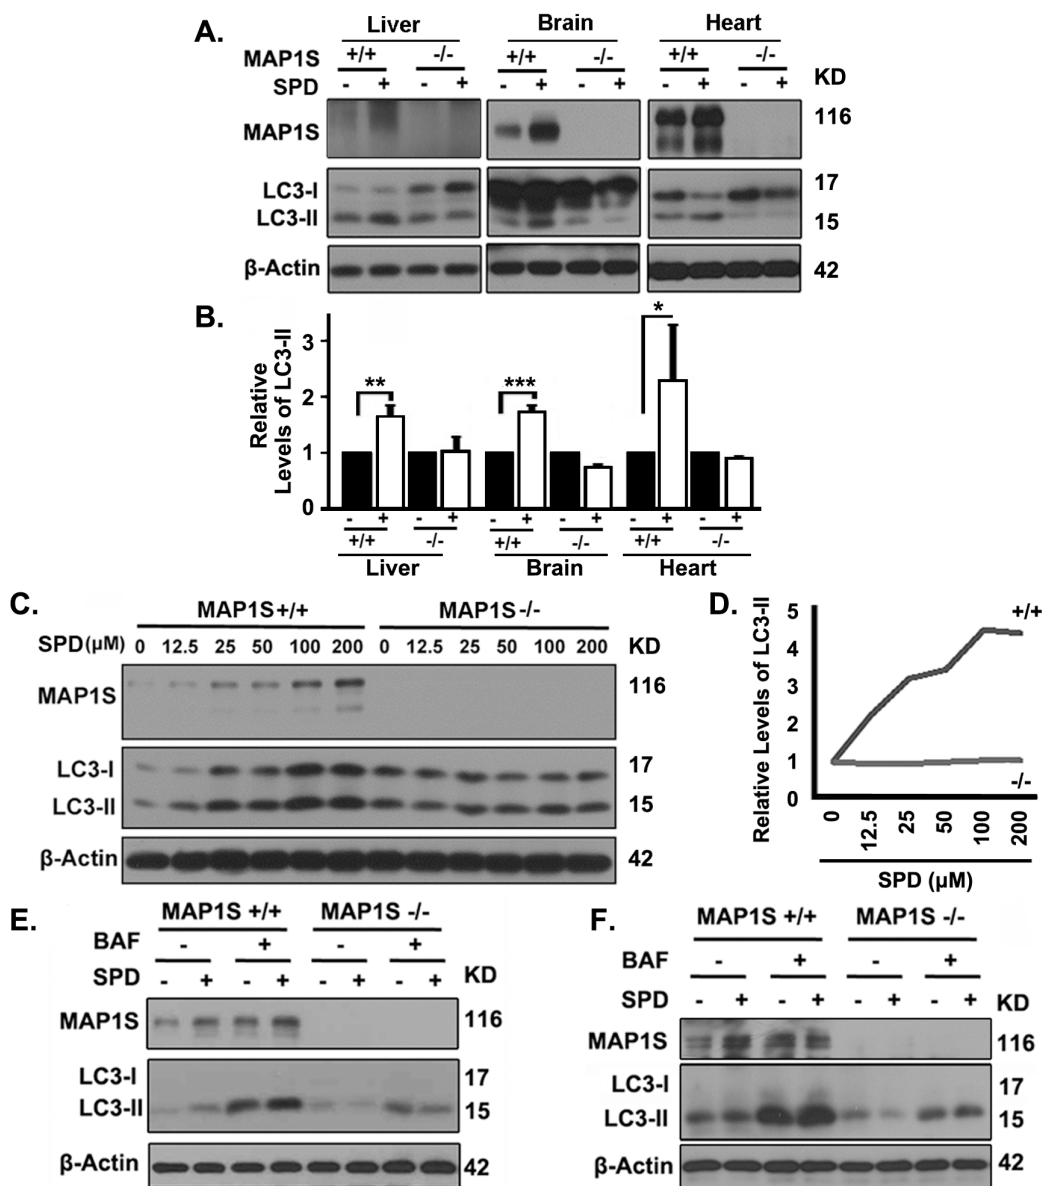 A.
Liver Brain Heart
MAP1S +/+ -/- +/+ -/- +/+ -/-
SPD - + - + - + - + - + - + KD
MAP1S 116
LC3-I 17
LC3-II 15
β-Actin 42
B.
Relative
Levels of LC3-II
3
2
1
0
** *** *
- + - + - + - + - + - +
+/+ -/- +/+ -/- +/+ -/-
Liver Brain Heart
C.
MAP1S+/+ MAP1S-/-
SPD(µM) 0 12.5 25 50 100 200 0 12.5 25 50 100 200 KD
MAP1S 116
LC3-I 17
LC3-II 15
β-Actin 42
D.
Relative Levels of LC3-II
5
4
3
2
1
0
+/+
-/-
0 12.5 25 50 100 200
SPD (µM)
E.
MAP1S +/+ MAP1S -/-
BAF - + - +
SPD - + - + - + - + KD
MAP1S 116
LC3-I 17
LC3-II 15
β-Actin 42
F.
MAP1S +/+ MAP1S -/-
BAF - + - +
SPD - + - + - + - + KD
MAP1S 116
LC3-I 17
LC3-II 15
β-Actin 42